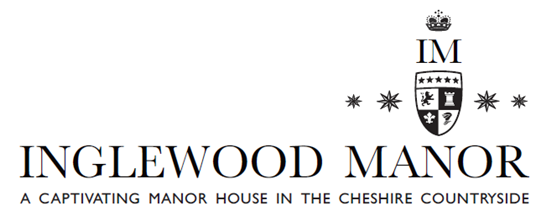 IM
INGLEWOOD MANOR
A CAPTIVATING MANOR HOUSE IN THE CHESHIRE COUNTRYSIDE